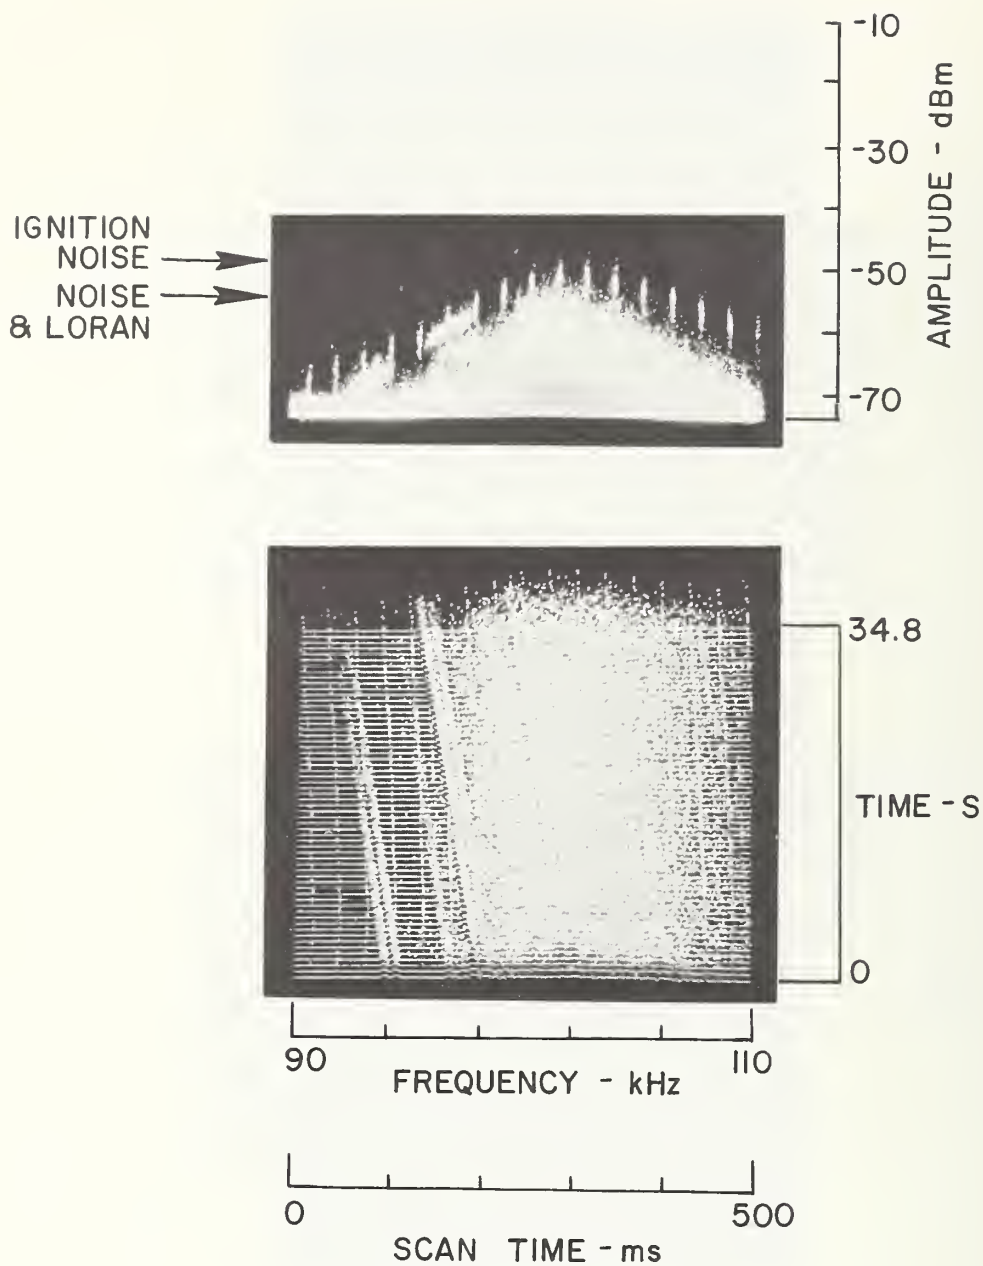 -10
-30
-50
-70
AMPLITUDE - dBm
IGNITION
NOISE
NOISE
& LORAN
34.8
TIME - S
0
90
110
FREQUENCY - kHz
0
500
SCAN TIME - ms